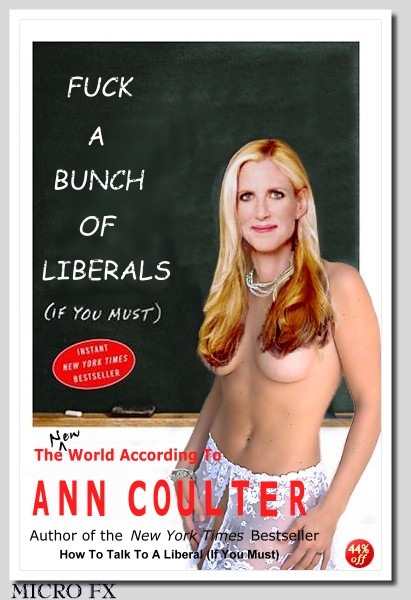 FUCK
A
BUNCH
OF
LIBERALS
(IF YOU MUST)
INSTANT
NEW YORK TIMES
BESTSELLER
New
The World According To
ANN COULTER
Author of the New York Times Bestseller
How To Talk To A Liberal (If You Must)
44%
off
MICRO FX